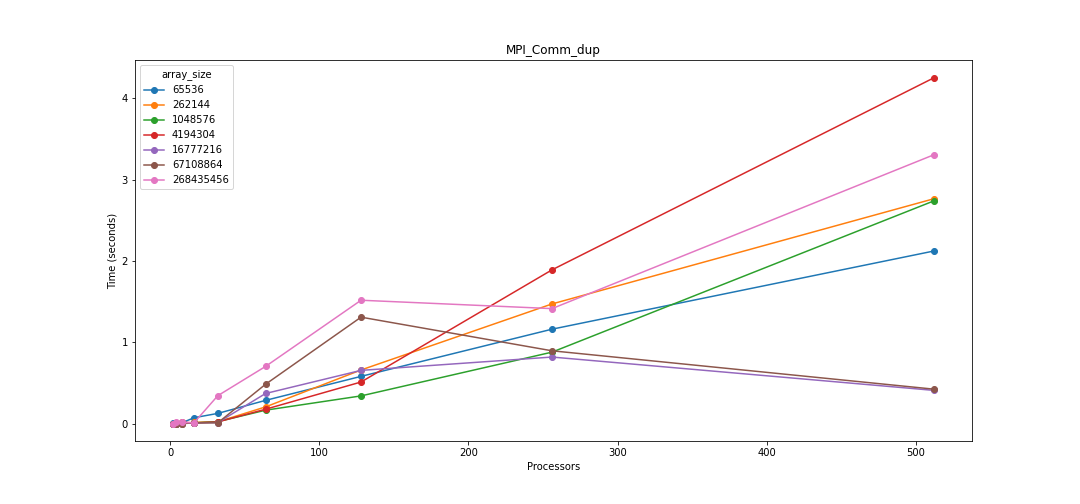 MPI_Comm_dup
array_size
65536
262144
1048576
4194304
16777216
67108864
268435456
Time (seconds)
4
3
2
1
0
0 100 200 300 400 500
Processors